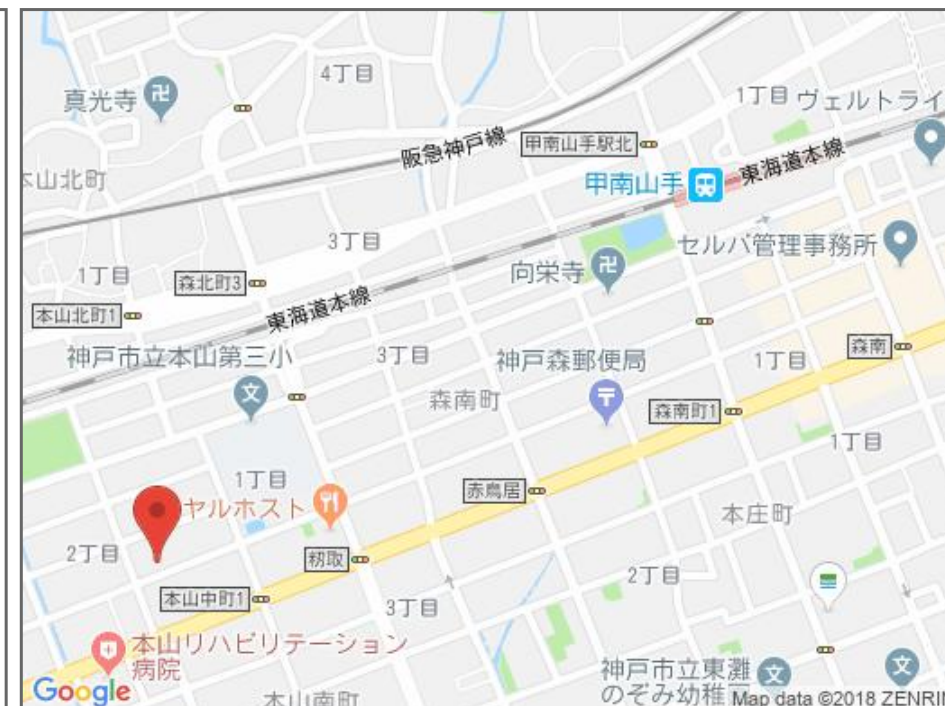 4丁目
真光寺
1丁目
ヴェルトライ
阪急神戸線
甲南山手駅北
東海道本線
本山北町
甲南山手
3丁目
セルバ管理事務所
向栄寺
1丁目
森北町3
本山北町1
東海道本線
神戸市立本山第三小
3丁目
神戸森郵便局
1丁目
森南
森南町
森南町1
1丁目
1丁目
赤鳥居
ヤルホスト
本庄町
2丁目
籾取
2丁目
本山中町1
3丁目
本山リハビリテーション
病院
神戸市立東灘
のぞみ幼稚
本山南町
Google
Map data ©2018 ZENRIN